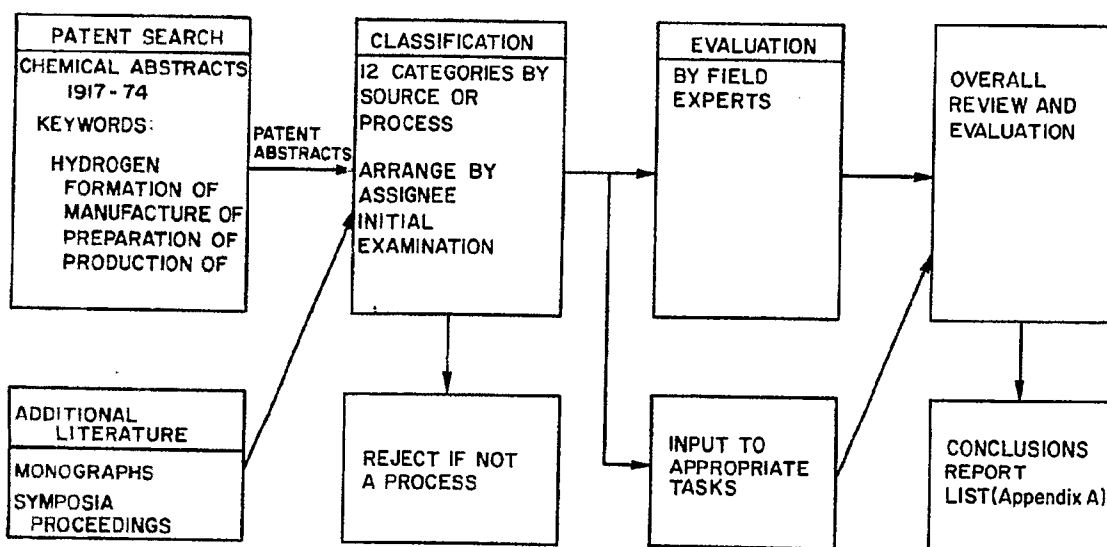 PATENT SEARCH
CHEMICAL ABSTRACTS
1917-74
KEYWORDS:
HYDROGEN
FORMATION OF
MANUFACTURE OF
PREPARATION OF
PRODUCTION OF
PATENT
ABSTRACTS
ADDITIONAL
LITERATURE
MONOGRAPHS
SYMPOSIA
PROCEEDINGS
CLASSIFICATION
12 CATEGORIES BY
SOURCE OR
PROCESS
ARRANGE BY
ASSIGNEE
INITIAL
EXAMINATION
REJECT IF NOT
A PROCESS
EVALUATION
BY FIELD
EXPERTS
INPUT TO
APPROPRIATE
TASKS
OVERALL
REVIEW AND
EVALUATION
CONCLUSIONS
REPORT
LIST(Appendix A)